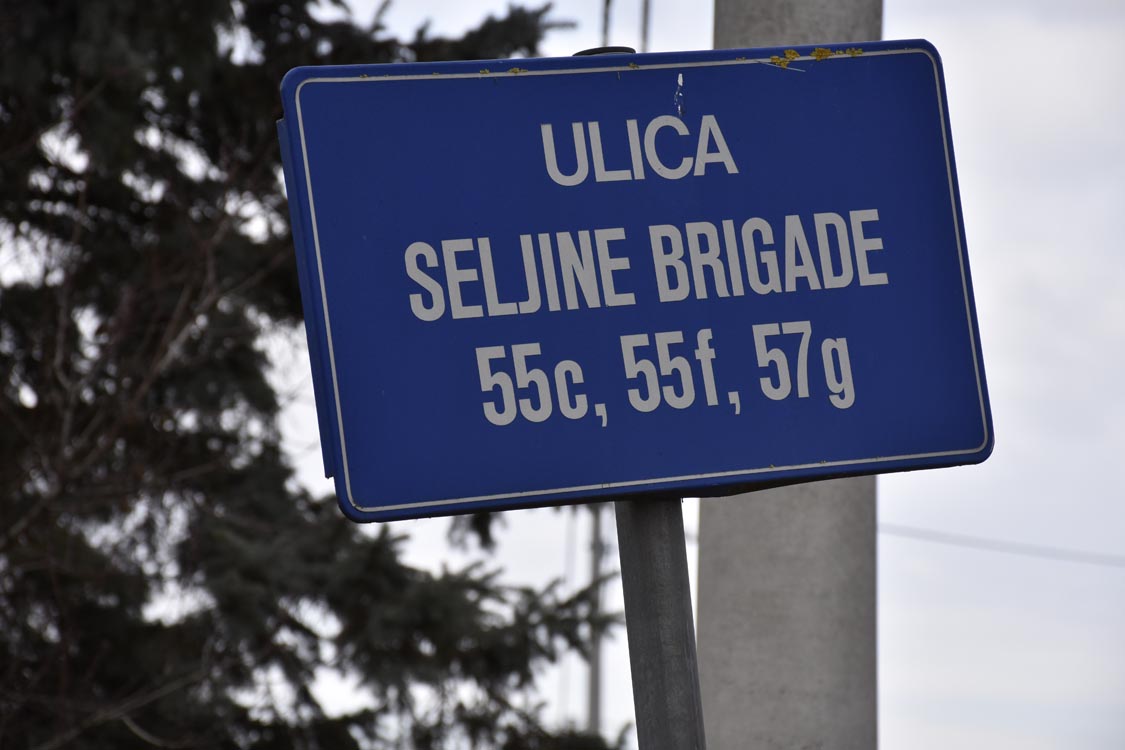 ULICA
SELJINE BRIGADE
55c, 55f, 57g